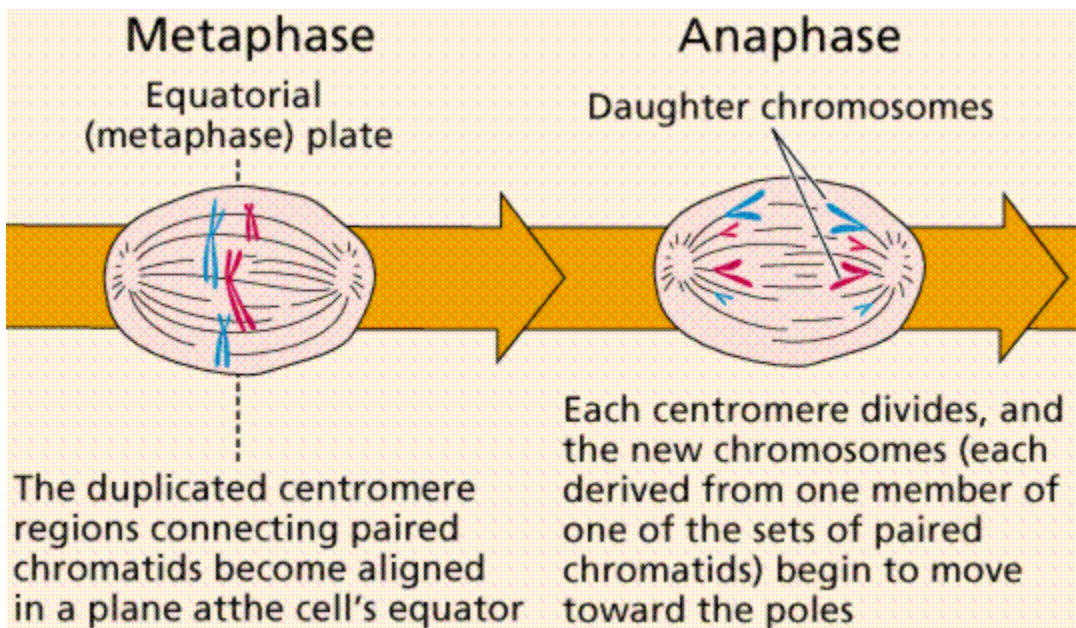 Metaphase
Equatorial
(metaphase) plate
The duplicated centromere
regions connecting paired
chromatids become aligned
in a plane atthe cell's equator
Anaphase
Daughter chromosomes
Each centromere divides, and
the new chromosomes (each
derived from one member of
one of the sets of paired
chromatids) begin to move
toward the poles